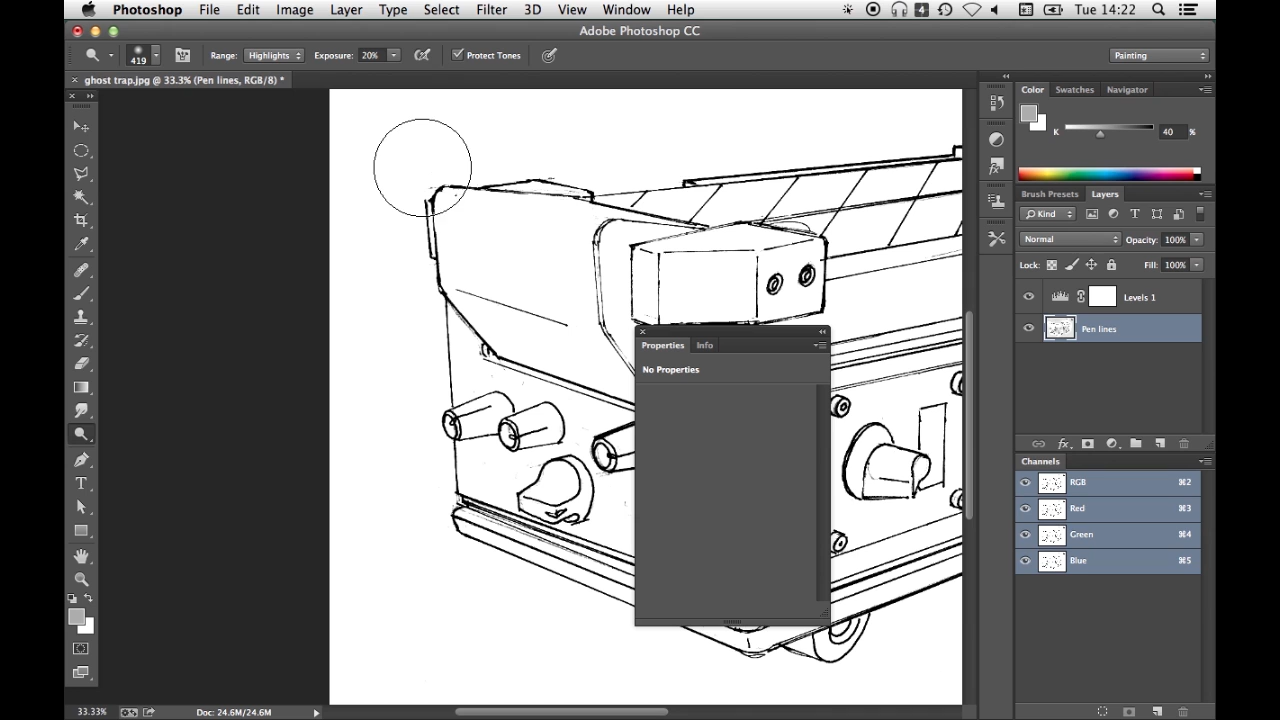 Photoshop File Edit Image Layer Type Select Filter 3D View Window Help 4 Tue 14:22
Adobe Photoshop CC
419 Range: Highlights Exposure: 20% Protect Tones Painting
ghost trap.jpg @ 33.3% (Pen lines, RGB/8) *
Color Swatches Navigator
K 40 %
Brush Presets Layers
Kind
Normal Opacity: 100%
Lock: Fill: 100%
Levels 1
Pen lines
Properties Info
No Properties
Channels
RGB ⌘2
Red ⌘3
Green ⌘4
Blue ⌘5
33.33% Doc: 24.6M/24.6M